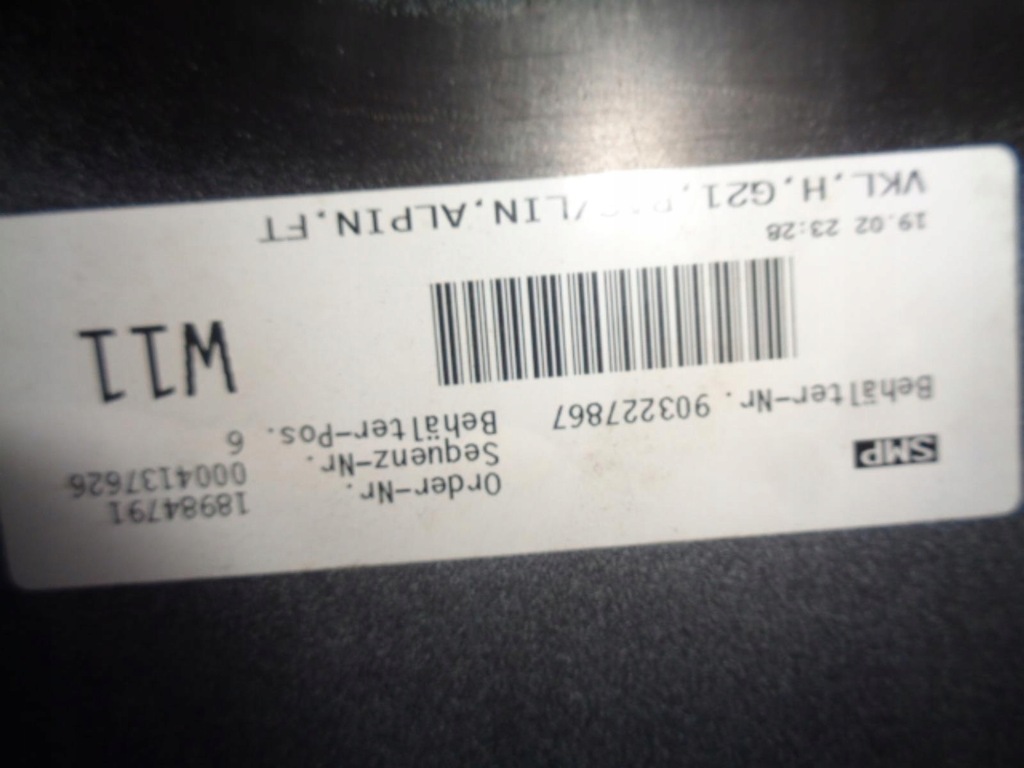 Order-Nr. 18984791
SMP Sequenz-Nr. 0004137626
Behälter-Nr. 903227867 Behälter-Pos. 6
W11
19.02 23:28
VKL.H.G21. /LIN.ALPIN.FT